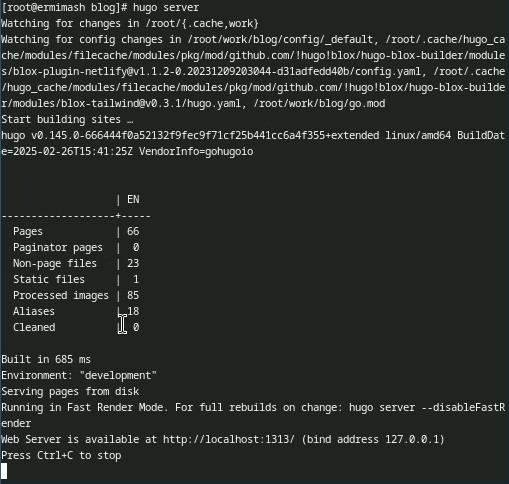 [root@ermimash blog]# hugo server
Watching for changes in /root/{.cache,work}
Watching for config changes in /root/work/blog/config/_default, /root/.cache/hugo_ca
che/modules/filecache/modules/pkg/mod/github.com/!hugo!blox/hugo-blox-builder/module
s/blox-plugin-netlify@v1.1.2-0.20231209203044-d31adfedd40b/config.yaml, /root/.cache
/hugo_cache/modules/filecache/modules/pkg/mod/github.com/!hugo!blox/hugo-blox-builde
r/modules/blox-tailwind@v0.3.1/hugo.yaml, /root/work/blog/go.mod
Start building sites …
hugo v0.145.0-666444f0a52132f9fec9f71cf25b441cc6a4f355+extended linux/amd64 BuildDat
e=2025-02-26T15:41:25Z VendorInfo=gohugoio
                   | EN
-------------------+-----
  Pages            | 66
  Paginator pages  |  0
  Non-page files   | 23
  Static files     |  1
  Processed images | 85
  Aliases          | 18
  Cleaned          |  0
Built in 685 ms
Environment: "development"
Serving pages from disk
Running in Fast Render Mode. For full rebuilds on change: hugo server --disableFastR
ender
Web Server is available at http://localhost:1313/ (bind address 127.0.0.1)
Press Ctrl+C to stop